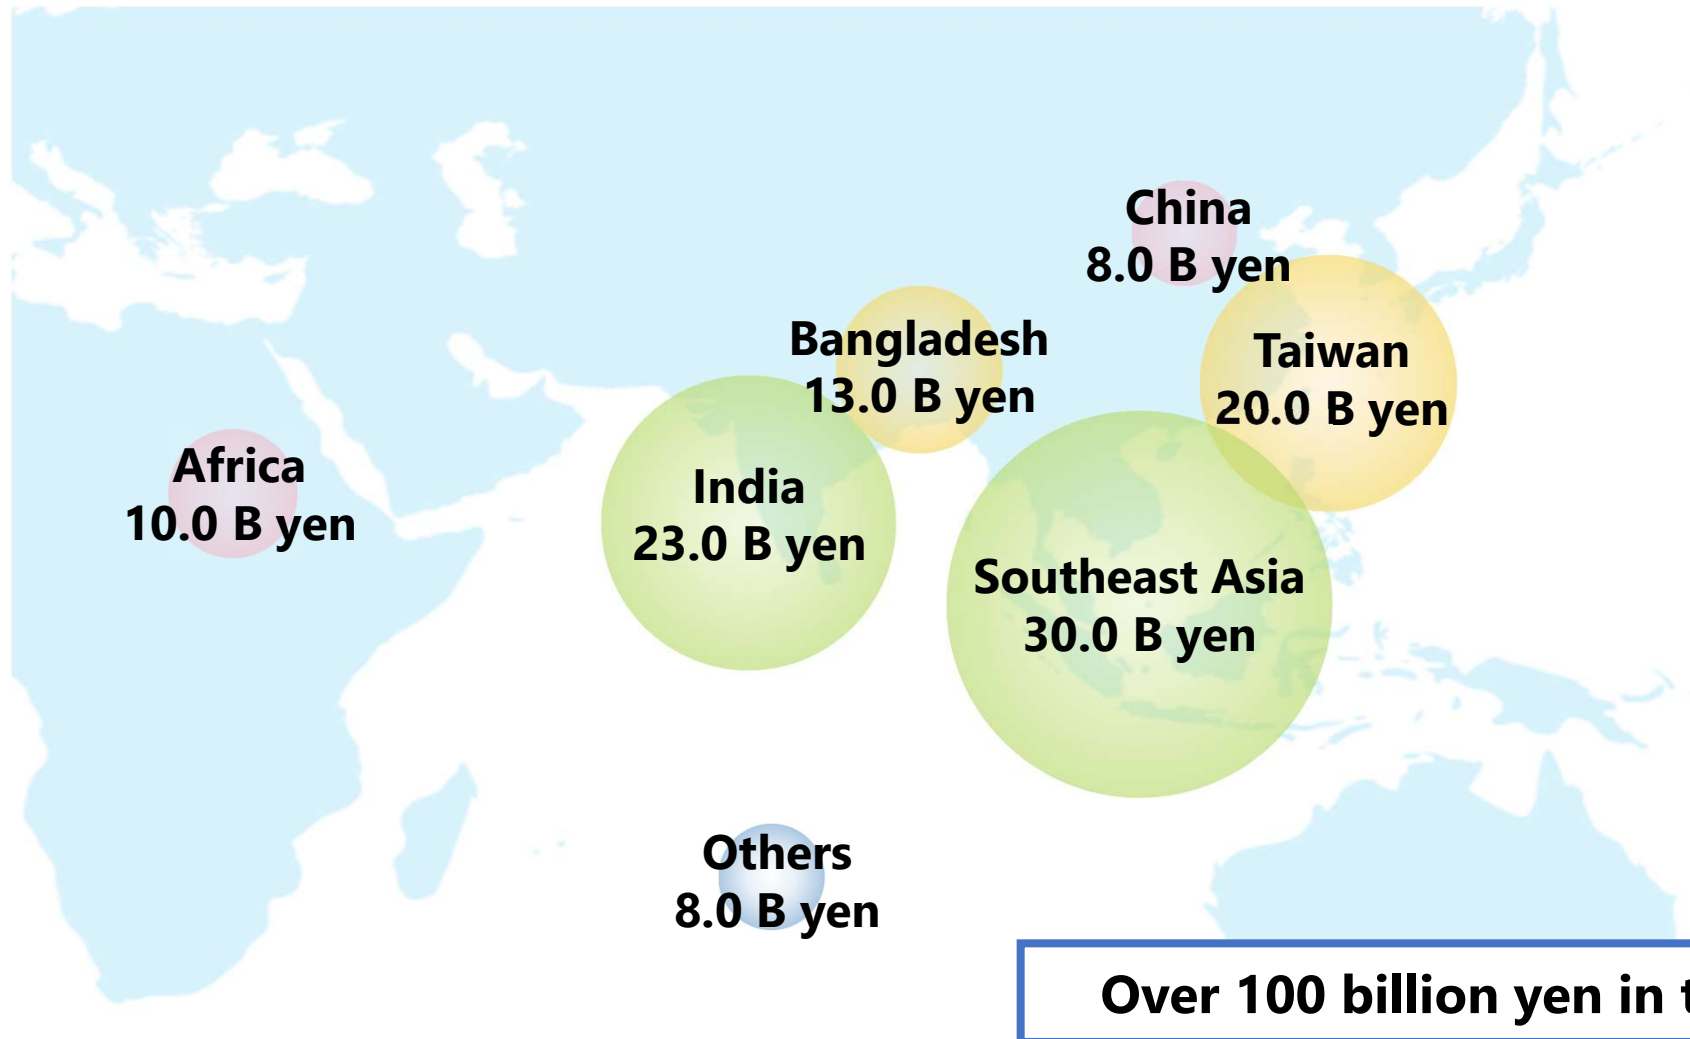 China
8.0 B yen
Bangladesh
13.0 B yen
Taiwan
20.0 B yen
Africa
10.0 B yen
India
23.0 B yen
Southeast Asia
30.0 B yen
Others
8.0 B yen
Over 100 billion yen in